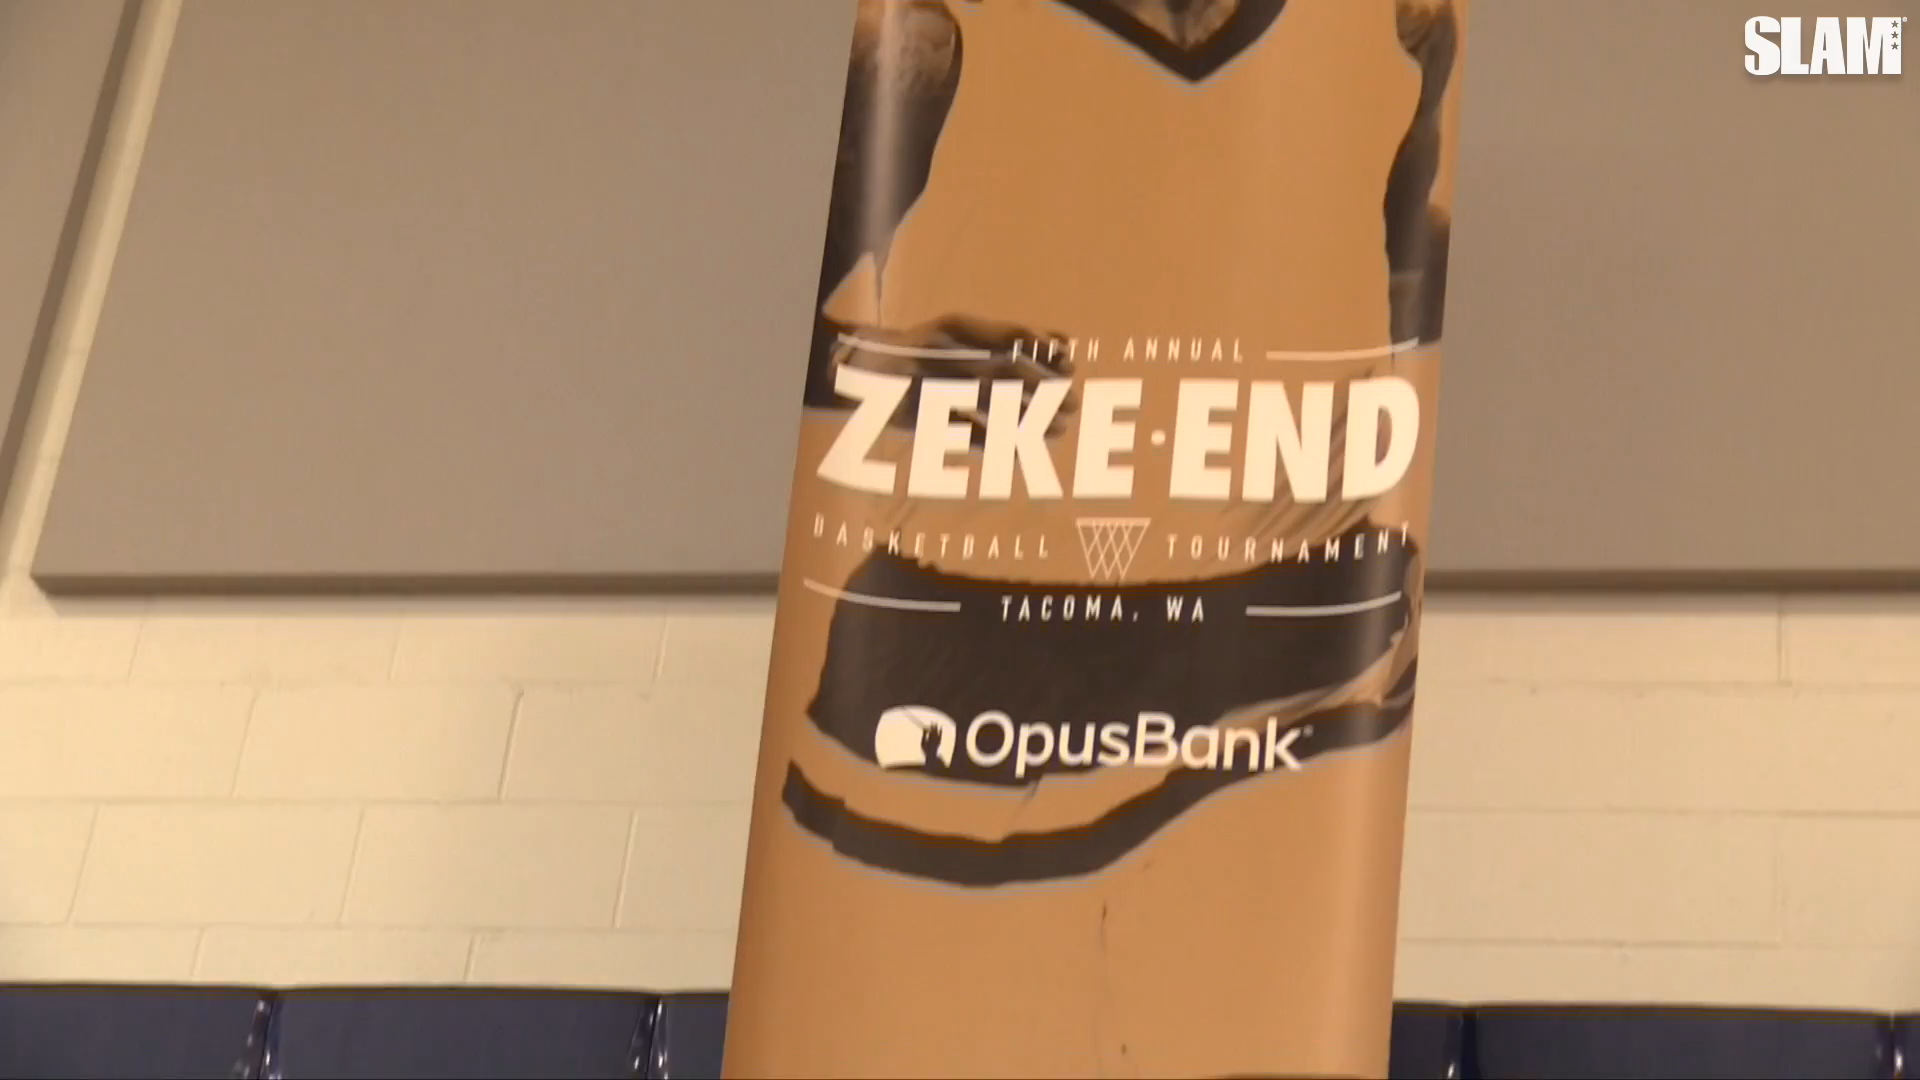 SLAM
FIFTH ANNUAL
ZEKE·END
BASKETBALL TOURNAMENT
TACOMA, WA
OpusBank